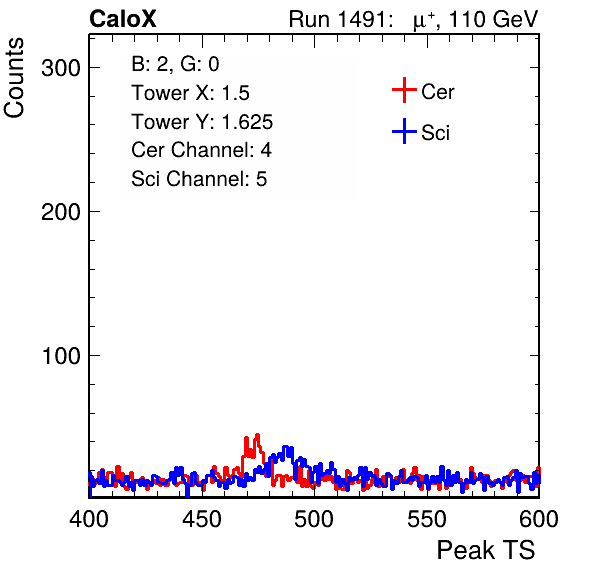 CaloX Run 1491: μ⁺, 110 GeV
Counts
B: 2, G: 0
Tower X: 1.5
Tower Y: 1.625
Cer Channel: 4
Sci Channel: 5
Cer
Sci
300
200
100
400 450 500 550 600
Peak TS